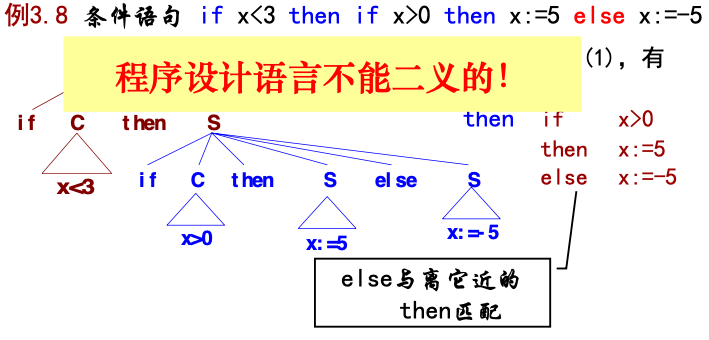 例3.8 条件语句 if x<3 then if x>0 then x:=5 else x:=-5
(1)，有
程序设计语言不能二义的！
if C then S
then if x>0
then x:=5
else x:=-5
x<3
if C then S else S
x>0
x:=5
x:=-5
else与离它近的
then匹配